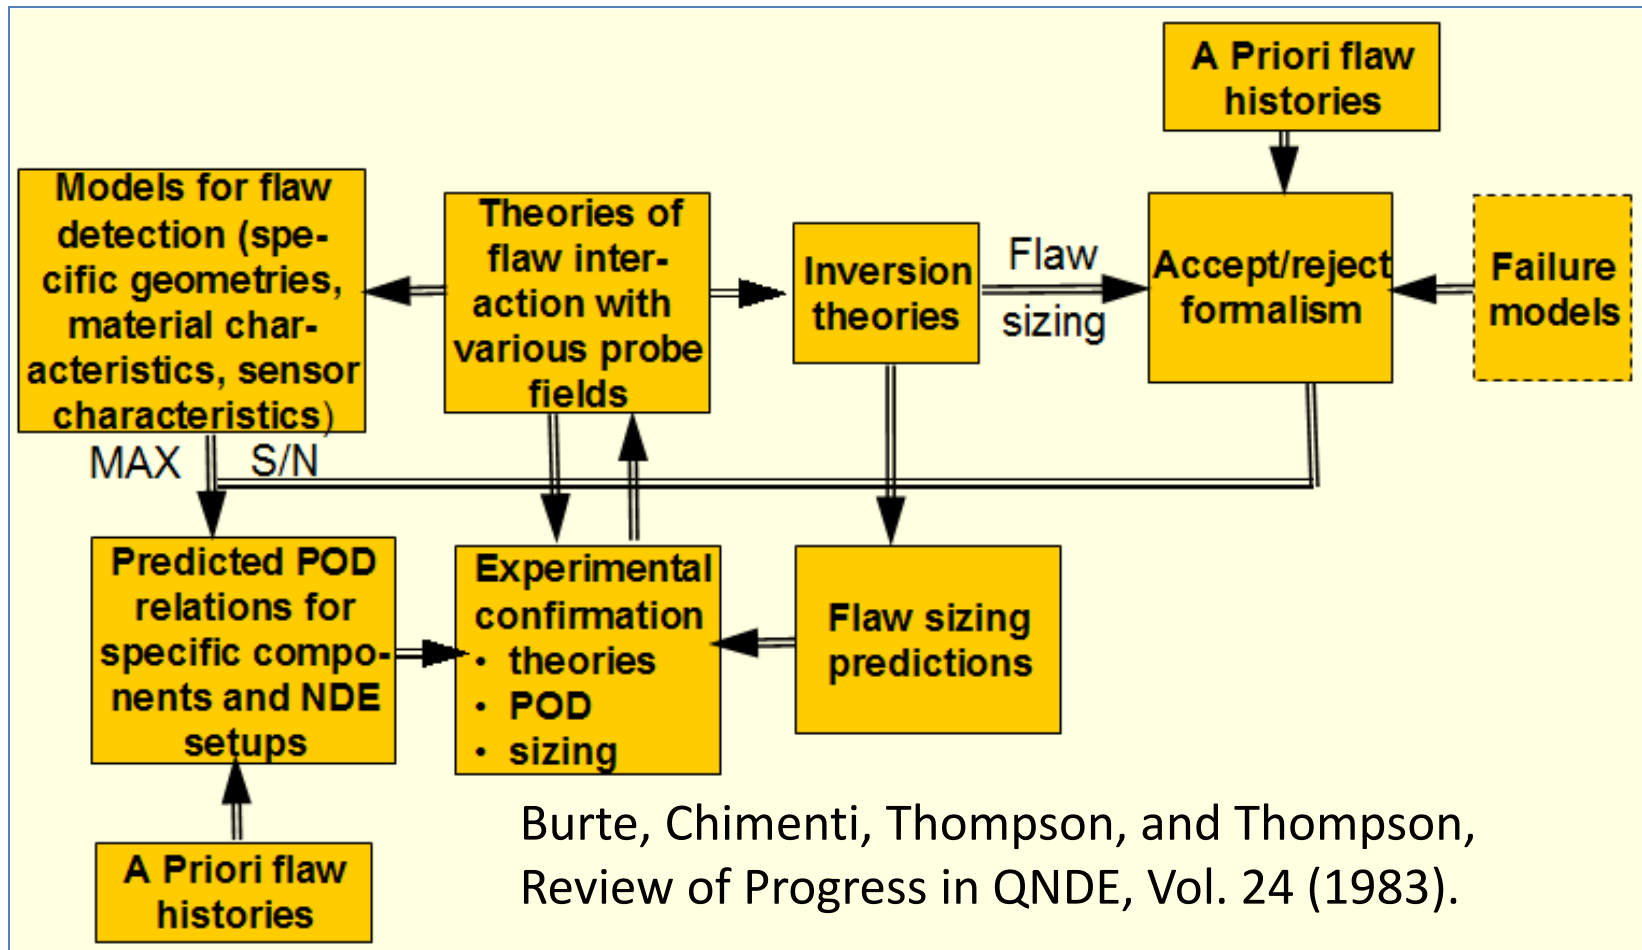 A Priori flaw
histories
Models for flaw
detection (spe-
cific geometries,
material char-
acteristics, sensor
characteristics)
Theories of
flaw inter-
action with
various probe
fields
Inversion
theories
Flaw
sizing
Accept/reject
formalism
Failure
models
MAX S/N
Predicted POD
relations for
specific compo-
nents and NDE
setups
Experimental
confirmation
• theories
• POD
• sizing
Flaw sizing
predictions
A Priori flaw
histories
Burte, Chimenti, Thompson, and Thompson,
Review of Progress in QNDE, Vol. 24 (1983).